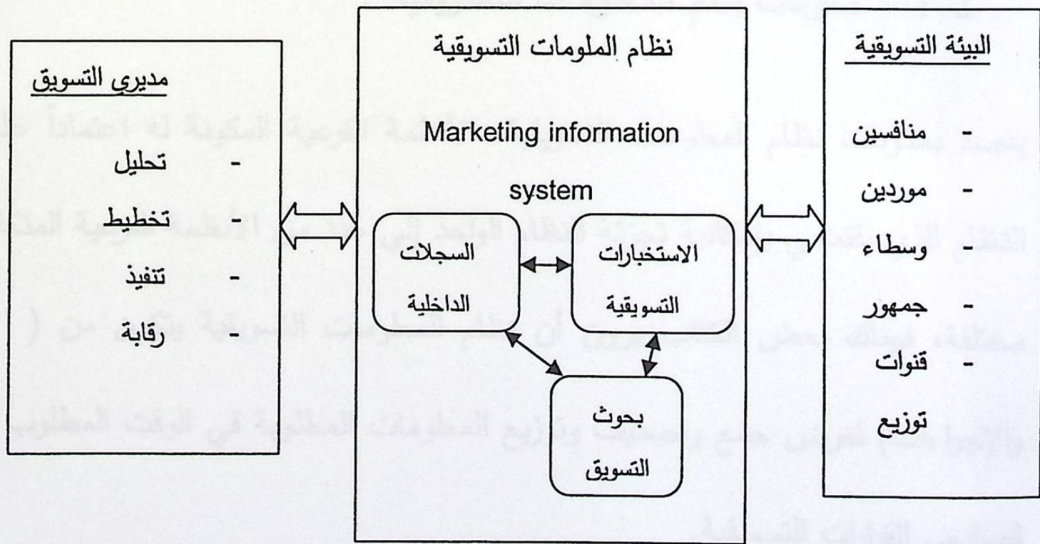 البيئة التسويقية
- منافسين
- موردين
- وسطاء
- جمهور
- قنوات
توزيع
نظام الملومات التسويقية
Marketing information
system
الاستخبارات
التسويقية
السجلات
الداخلية
بحوث
التسويق
مديري التسويق
- تحليل
- تخطيط
- تنفيذ
- رقابة